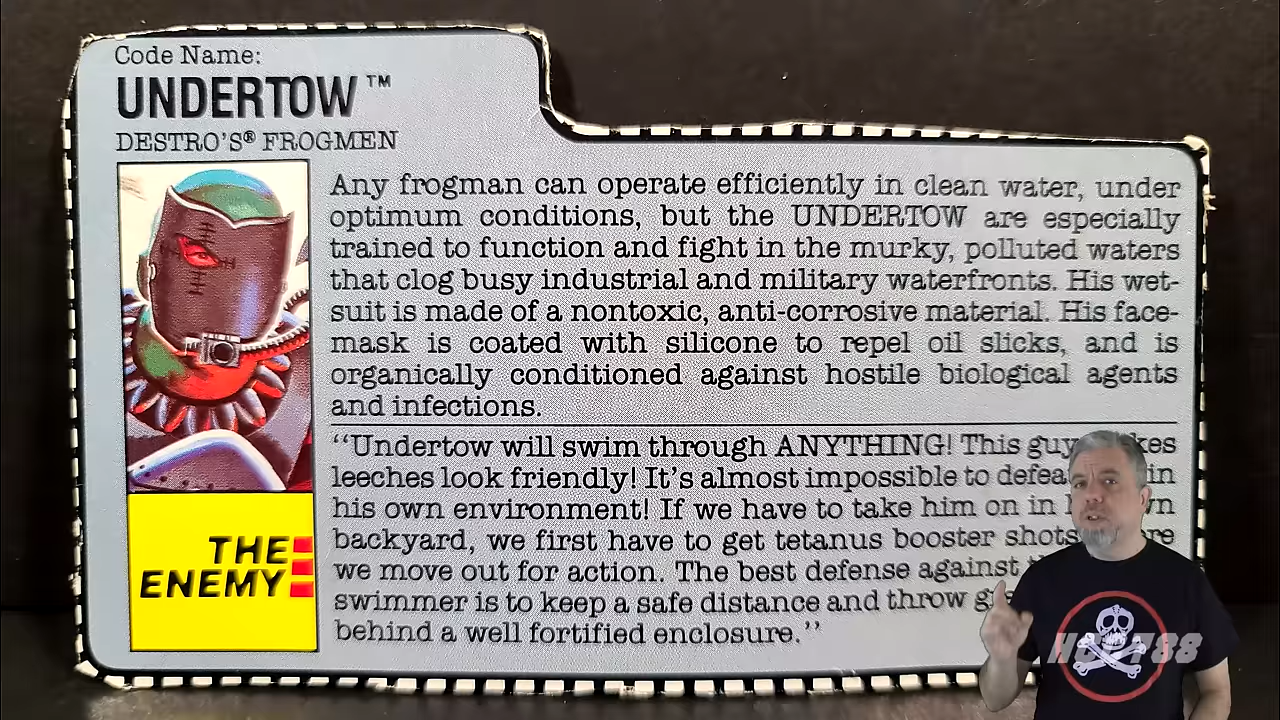 Code Name:
UNDERTOW™
DESTRO'S® FROGMEN
Any frogman can operate efficiently in clean water, under
optimum conditions, but the UNDERTOW are especially
trained to function and fight in the murky, polluted waters
that clog busy industrial and military waterfronts. His wet-
suit is made of a nontoxic, anti-corrosive material. His face-
mask is coated with silicone to repel oil slicks, and is
organically conditioned against hostile biological agents
and infections.
"Undertow will swim through ANYTHING! This guy
leeches look friendly! It's almost impossible to in
his own environment! If we have to take him on in
backyard, we first have to get tetanus booster shots
we move out for action. The best defense against
swimmer is to keep a safe distance and throw
behind a well fortified enclosure."
THE
ENEMY